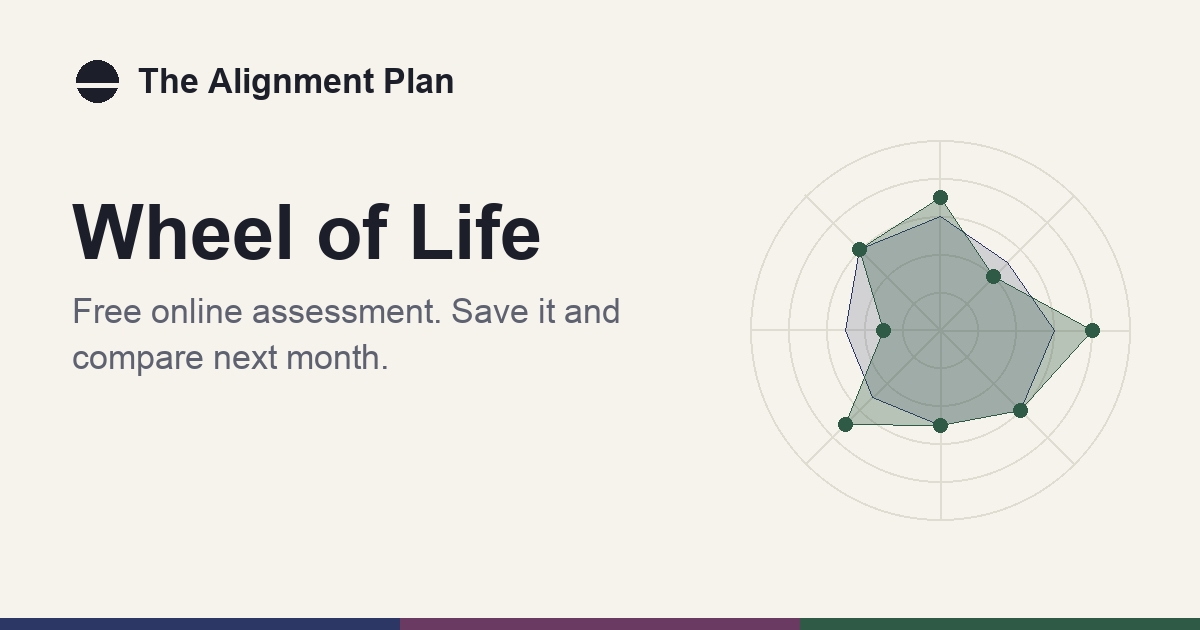 The Alignment Plan
Wheel of Life
Free online assessment. Save it and
compare next month.